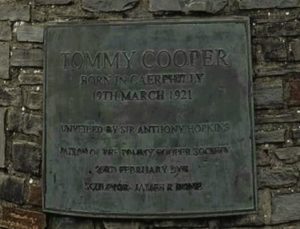 TOMMY COOPER
BORN IN CAERPHILLY
19TH MARCH 1921
UNVEILED BY SIR ANTHONY HOPKINS
PATRON OF THE TOMMY COOPER SOCIETY
FEBRUARY
SCULPTOR- JAMES R DONE